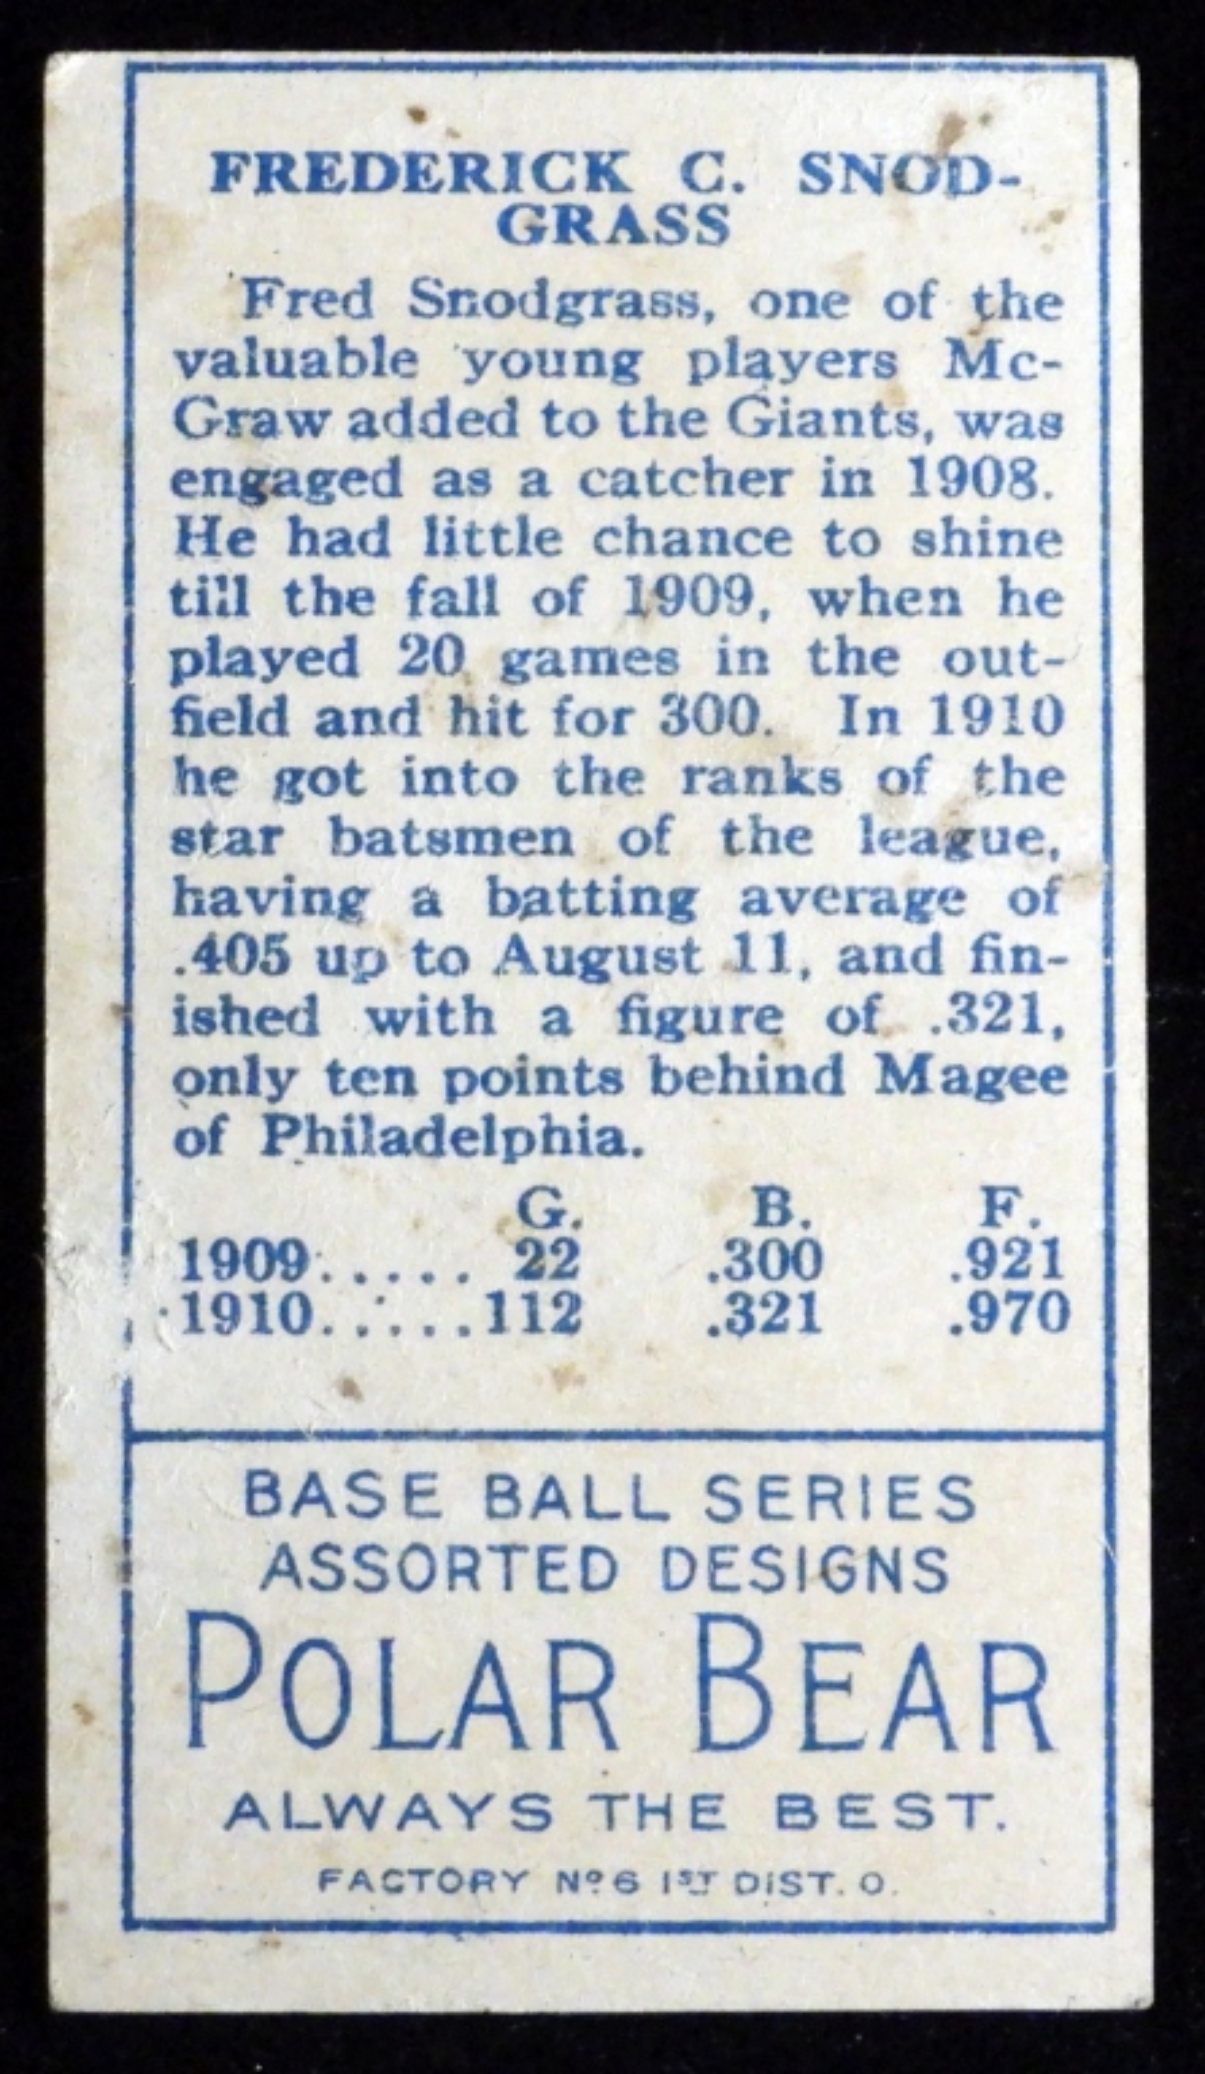 FREDERICK C. SNOD-
GRASS
Fred Snodgrass, one of the
valuable young players Mc-
Graw added to the Giants, was
engaged as a catcher in 1908.
He had little chance to shine
till the fall of 1909, when he
played 20 games in the out-
field and hit for 300. In 1910
he got into the ranks of the
star batsmen of the league,
having a batting average of
.405 up to August 11, and fin-
ished with a figure of .321,
only ten points behind Magee
of Philadelphia.
G. B. F.
1909..... 22 .300 .921
1910......112 .321 .970
BASE BALL SERIES
ASSORTED DESIGNS
POLAR BEAR
ALWAYS THE BEST.
FACTORY Nº 6 1ST DIST. O.